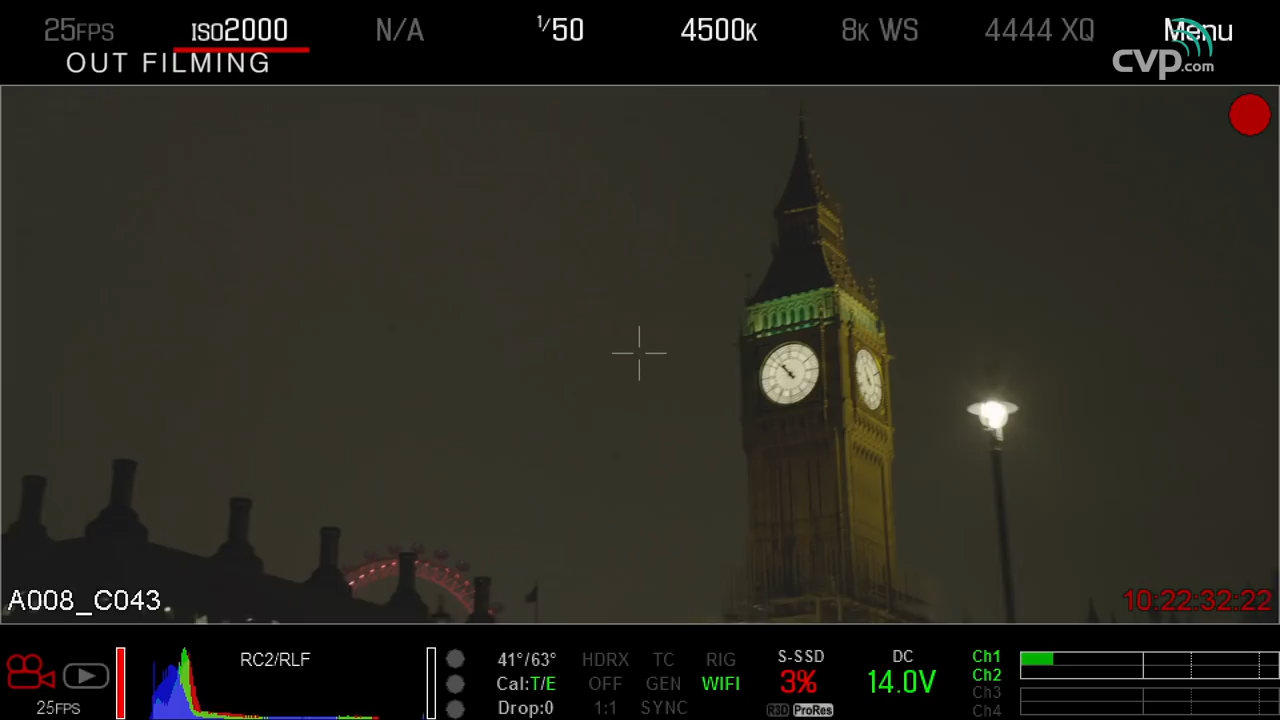 25FPS ISO2000 N/A 1/50 4500K 8K WS 4444 XQ Menu
OUT FILMING
cvp.com
A008_C043
10:22:32:22
RC2/RLF 41°/63° HDRX TC RIG S-SSD DC Ch1
Cal:T/E OFF GEN WIFI 3% 14.0V Ch2
Ch3
25FPS Drop:0 1:1 SYNC R3D ProRes Ch4